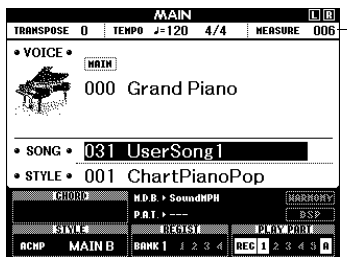 MAIN L R
TRANSPOSE 0 TEMPO ♩=120 4/4 MEASURE 006
• VOICE •
MAIN
000 Grand Piano
• SONG • 031 UserSong1
• STYLE • 001 ChartPianoPop
CHORD M.D.B. ▸ SoundMPH HARMONY
P.A.T. ▸ --- DSP
STYLE REGIST PLAY PART
ACMP MAIN B BANK 1 1 2 3 4 REC 1 2 3 4 5 A